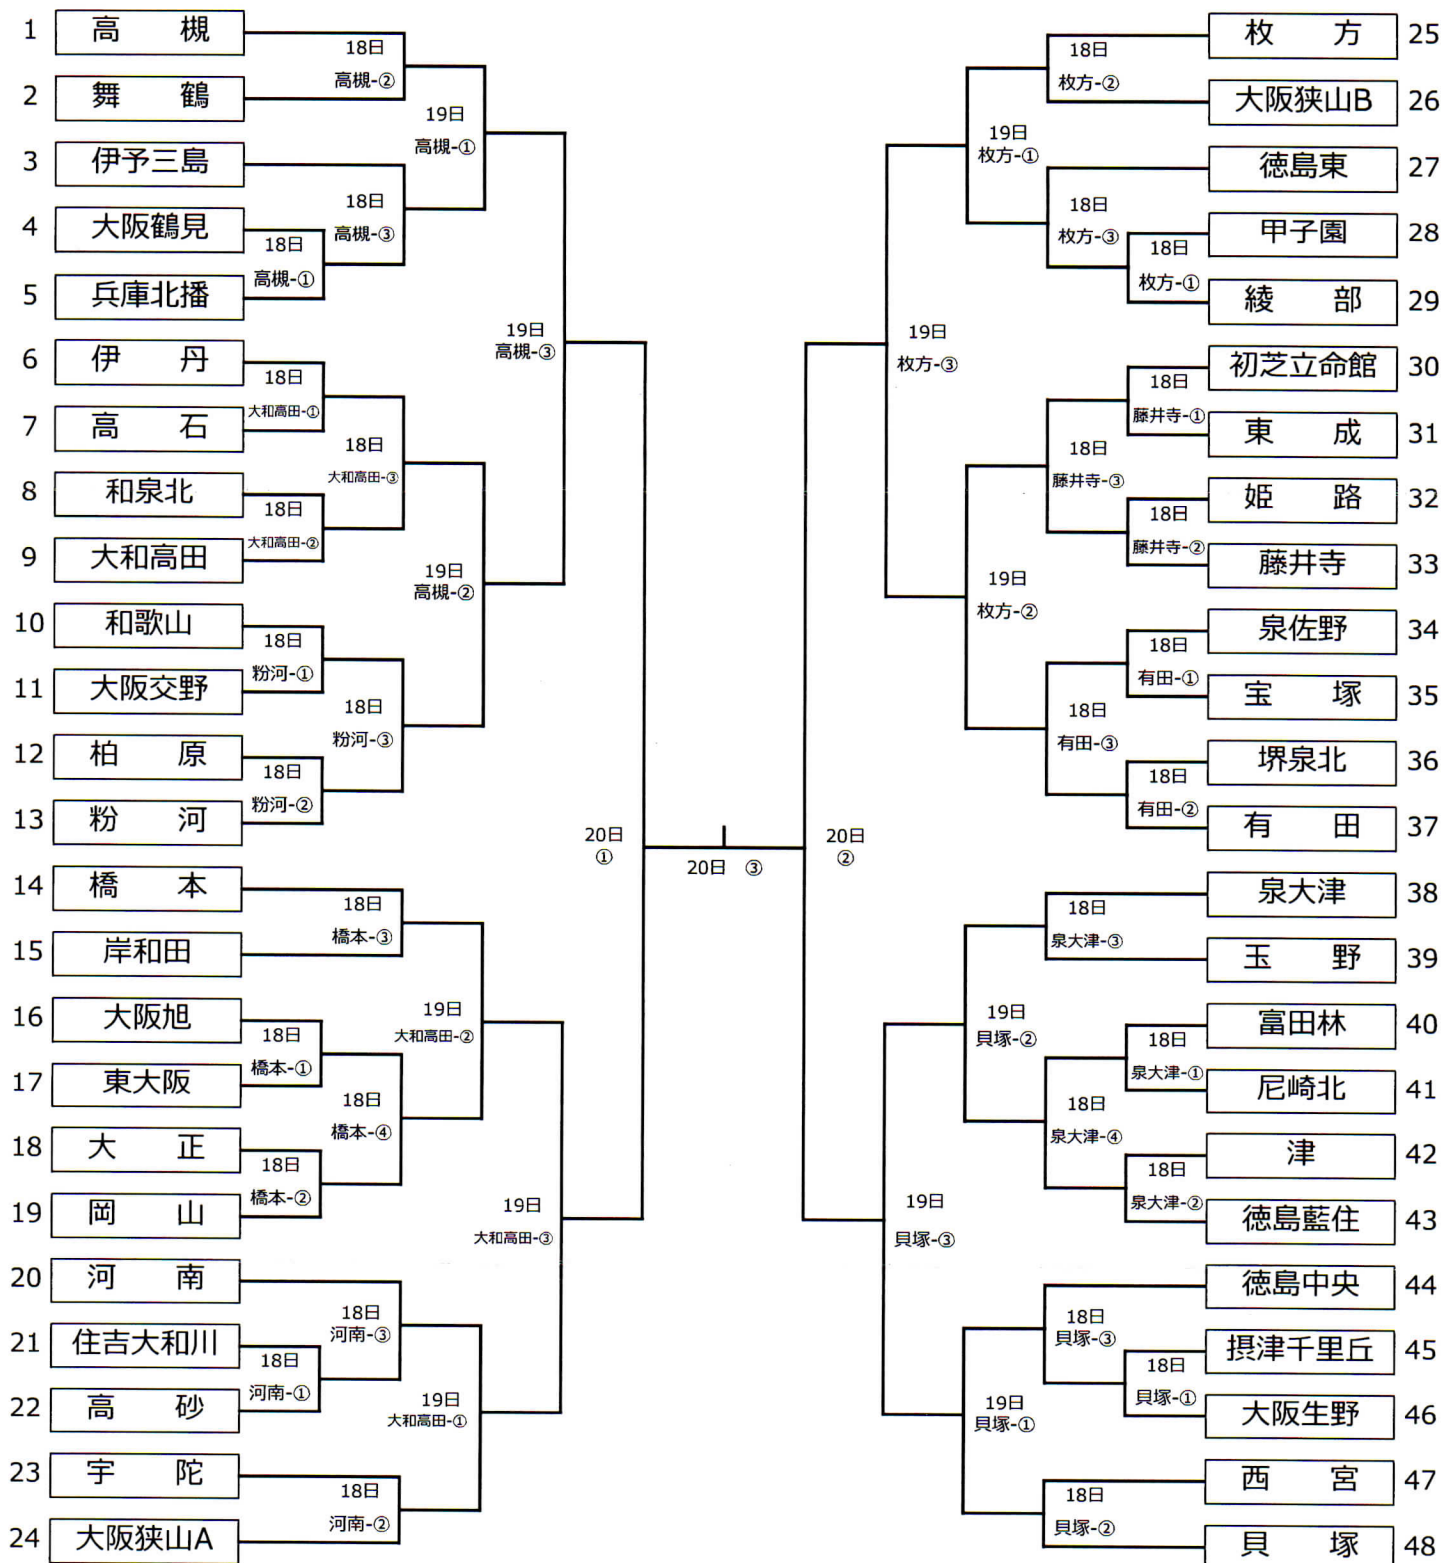 1 高槻
18日
高槻-②
2 舞鶴
19日
高槻-①
3 伊予三島
18日
高槻-③
4 大阪鶴見
18日
高槻-①
5 兵庫北播
19日
高槻-③
6 伊丹
18日
大和高田-①
7 高石
18日
大和高田-③
8 和泉北
18日
大和高田-②
9 大和高田
19日
高槻-②
10 和歌山
18日
粉河-①
11 大阪交野
18日
粉河-③
12 柏原
18日
粉河-②
13 粉河
20日
①
14 橋本
18日
橋本-③
15 岸和田
19日
大和高田-②
16 大阪旭
18日
橋本-①
17 東大阪
18日
橋本-④
18 大正
18日
橋本-②
19 岡山
19日
大和高田-③
20 河南
18日
河南-③
21 住吉大和川
18日
河南-①
22 高砂
19日
大和高田-①
23 宇陀
18日
河南-②
24 大阪狭山A
20日 ③
枚方 25
18日
枚方-②
大阪狭山B 26
19日
枚方-①
徳島東 27
18日
枚方-③
甲子園 28
18日
枚方-①
綾部 29
19日
枚方-③
初芝立命館 30
18日
藤井寺-①
東成 31
18日
藤井寺-③
姫路 32
18日
藤井寺-②
藤井寺 33
19日
枚方-②
泉佐野 34
18日
有田-①
宝塚 35
18日
有田-③
堺泉北 36
18日
有田-②
有田 37
20日
②
泉大津 38
18日
泉大津-③
玉野 39
19日
貝塚-②
富田林 40
18日
泉大津-①
尼崎北 41
18日
泉大津-④
津 42
18日
泉大津-②
徳島藍住 43
19日
貝塚-③
徳島中央 44
18日
貝塚-③
摂津千里丘 45
18日
貝塚-①
大阪生野 46
19日
貝塚-①
西宮 47
18日
貝塚-②
貝塚 48